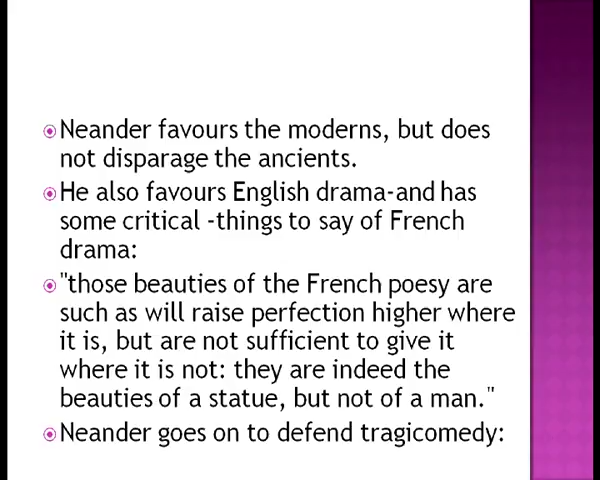 Neander favours the moderns, but does
not disparage the ancients.
He also favours English drama-and has
some critical -things to say of French
drama:
"those beauties of the French poesy are
such as will raise perfection higher where
it is, but are not sufficient to give it
where it is not: they are indeed the
beauties of a statue, but not of a man."
Neander goes on to defend tragicomedy: